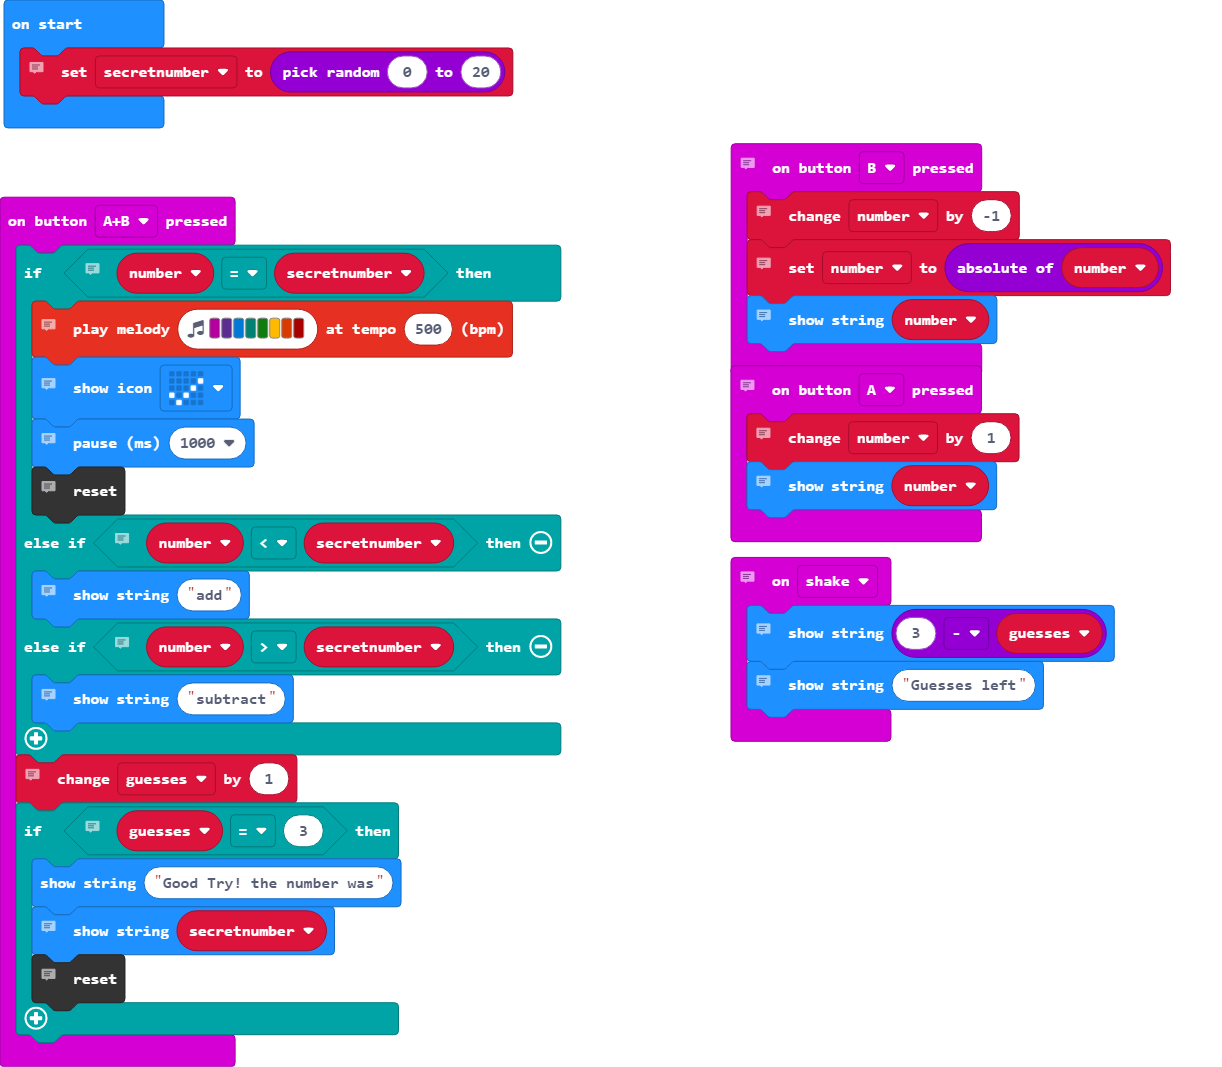 on start
set secretnumber to pick random 0 to 20
on button A+B pressed
if number = secretnumber then
play melody at tempo 500 (bpm)
show icon
pause (ms) 1000
reset
else if number < secretnumber then
show string "add"
else if number > secretnumber then
show string "subtract"
change guesses by 1
if guesses = 3 then
show string "Good Try! the number was"
show string secretnumber
reset
on button B pressed
change number by -1
set number to absolute of number
show string number
on button A pressed
change number by 1
show string number
on shake
show string 3 - guesses
show string "Guesses left"